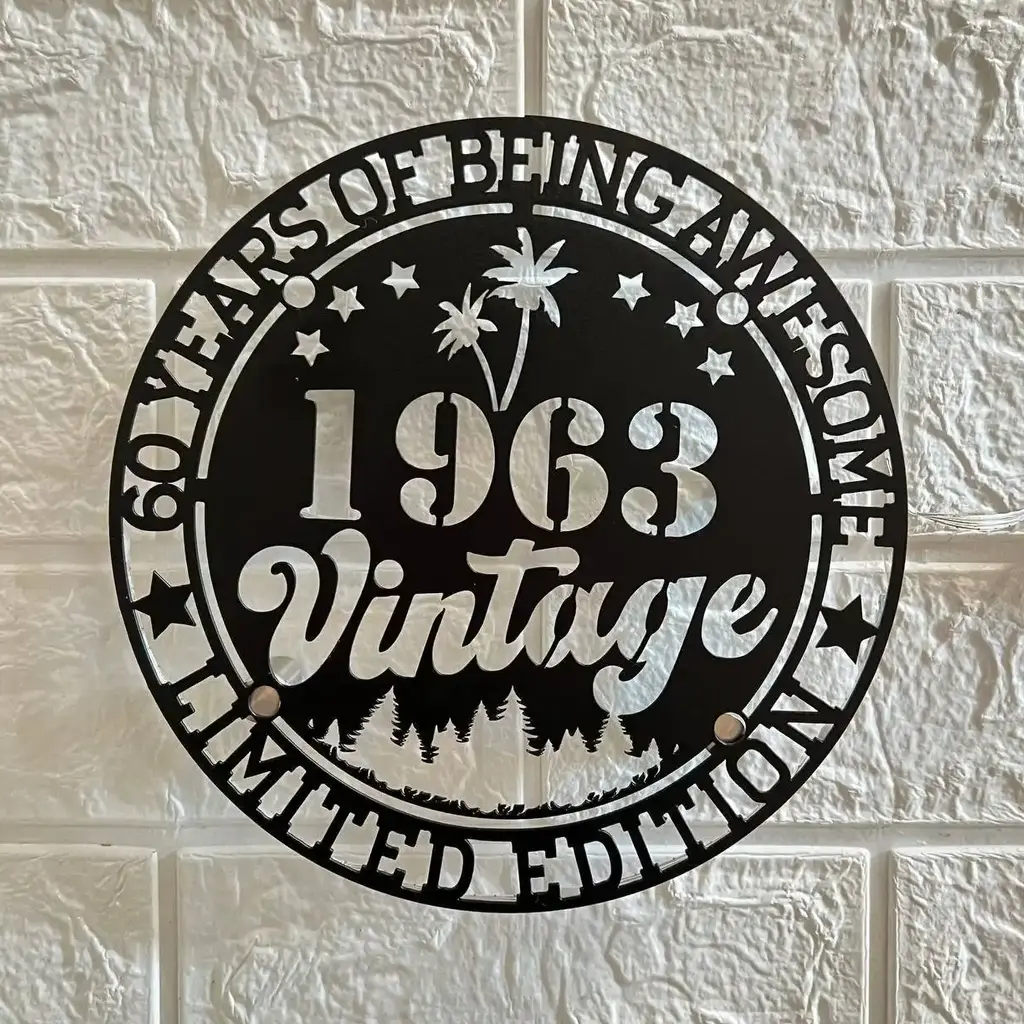 60 YEARS OF BEING AWESOME
1963
Vintage
LIMITED EDITION